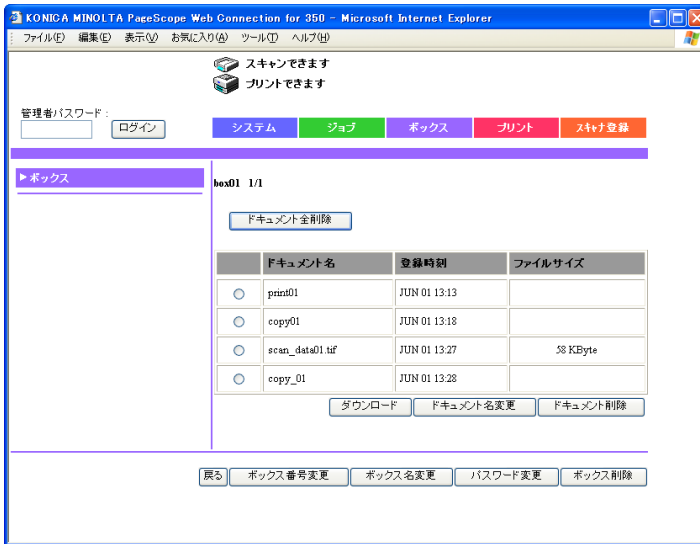 KONICA MINOLTA PageScope Web Connection for 350 - Microsoft Internet Explorer
ファイル(F) 編集(E) 表示(V) お気に入り(A) ツール(T) ヘルプ(H)
スキャンできます
プリントできます
管理者パスワード :
ログイン
システム ジョブ ボックス プリント スキャナ登録
▶ボックス
box01 1/1
ドキュメント全削除
ドキュメント名 登録時刻 ファイルサイズ
print01 JUN 01 13:13
copy01 JUN 01 13:18
scan_data01.tif JUN 01 13:27 58 KByte
copy_01 JUN 01 13:28
ダウンロード ドキュメント名変更 ドキュメント削除
戻る ボックス番号変更 ボックス名変更 パスワード変更 ボックス削除